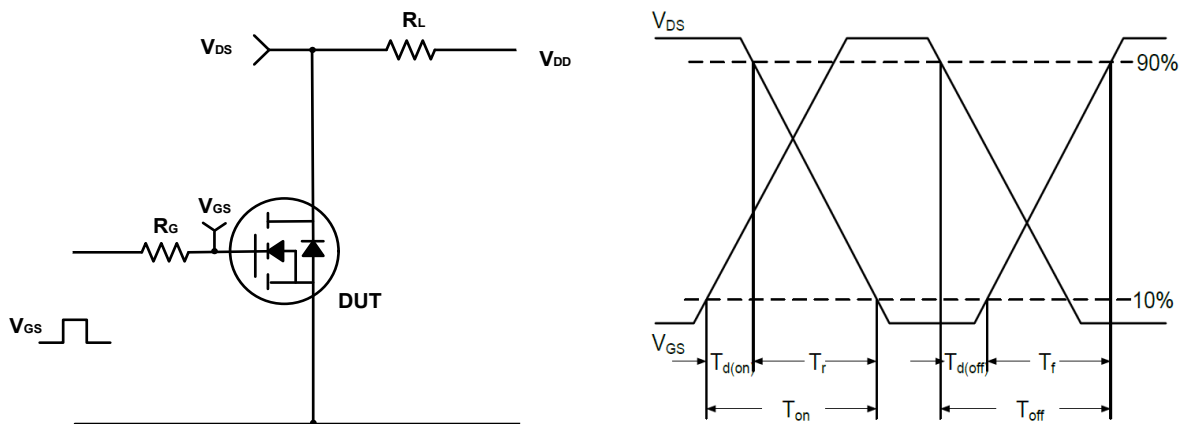 RL
VDS
VDD
RG
VGS
DUT
VGS
VDS
90%
10%
VGS
Td(on)
Tr
Td(off)
Tf
Ton
Toff